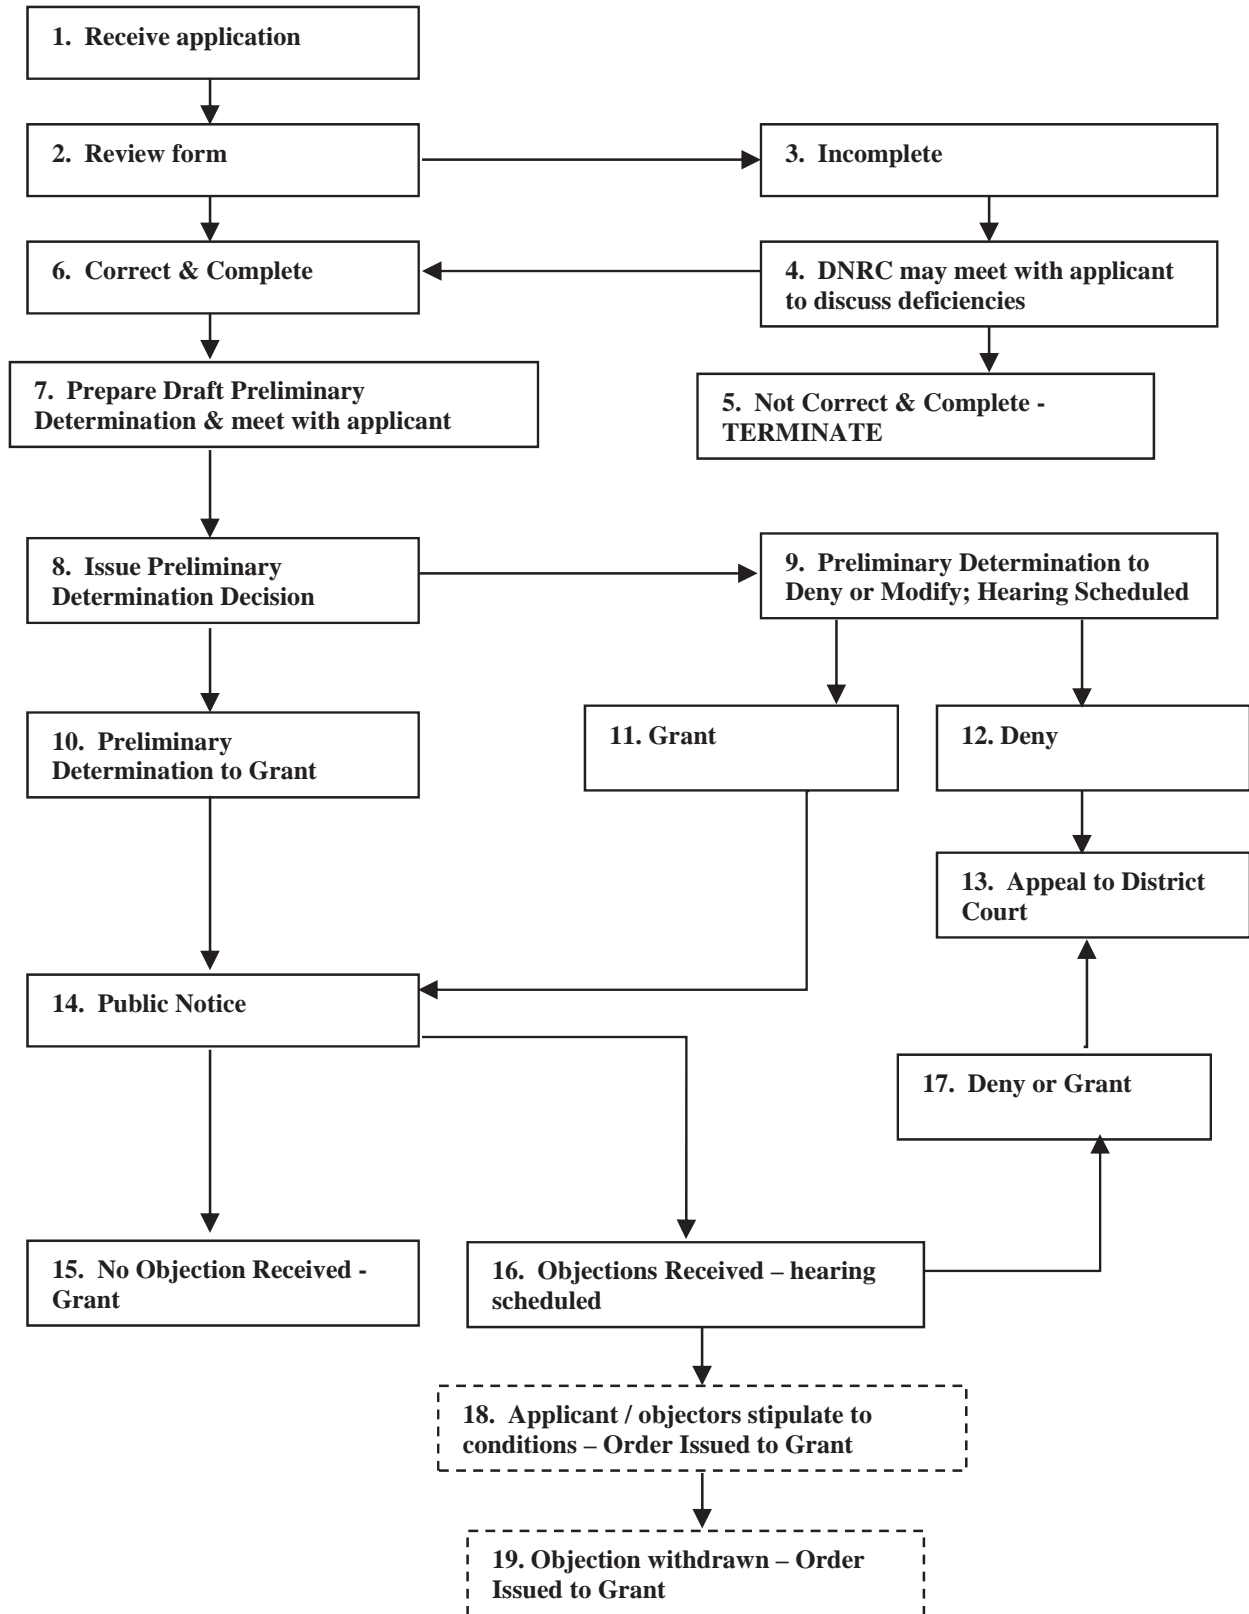 1. Receive application
2. Review form
3. Incomplete
6. Correct & Complete
4. DNRC may meet with applicant
to discuss deficiencies
7. Prepare Draft Preliminary
Determination & meet with applicant
5. Not Correct & Complete -
TERMINATE
8. Issue Preliminary
Determination Decision
9. Preliminary Determination to
Deny or Modify; Hearing Scheduled
10. Preliminary
Determination to Grant
11. Grant
12. Deny
13. Appeal to District
Court
14. Public Notice
17. Deny or Grant
15. No Objection Received -
Grant
16. Objections Received – hearing
scheduled
18. Applicant / objectors stipulate to
conditions – Order Issued to Grant
19. Objection withdrawn – Order
Issued to Grant